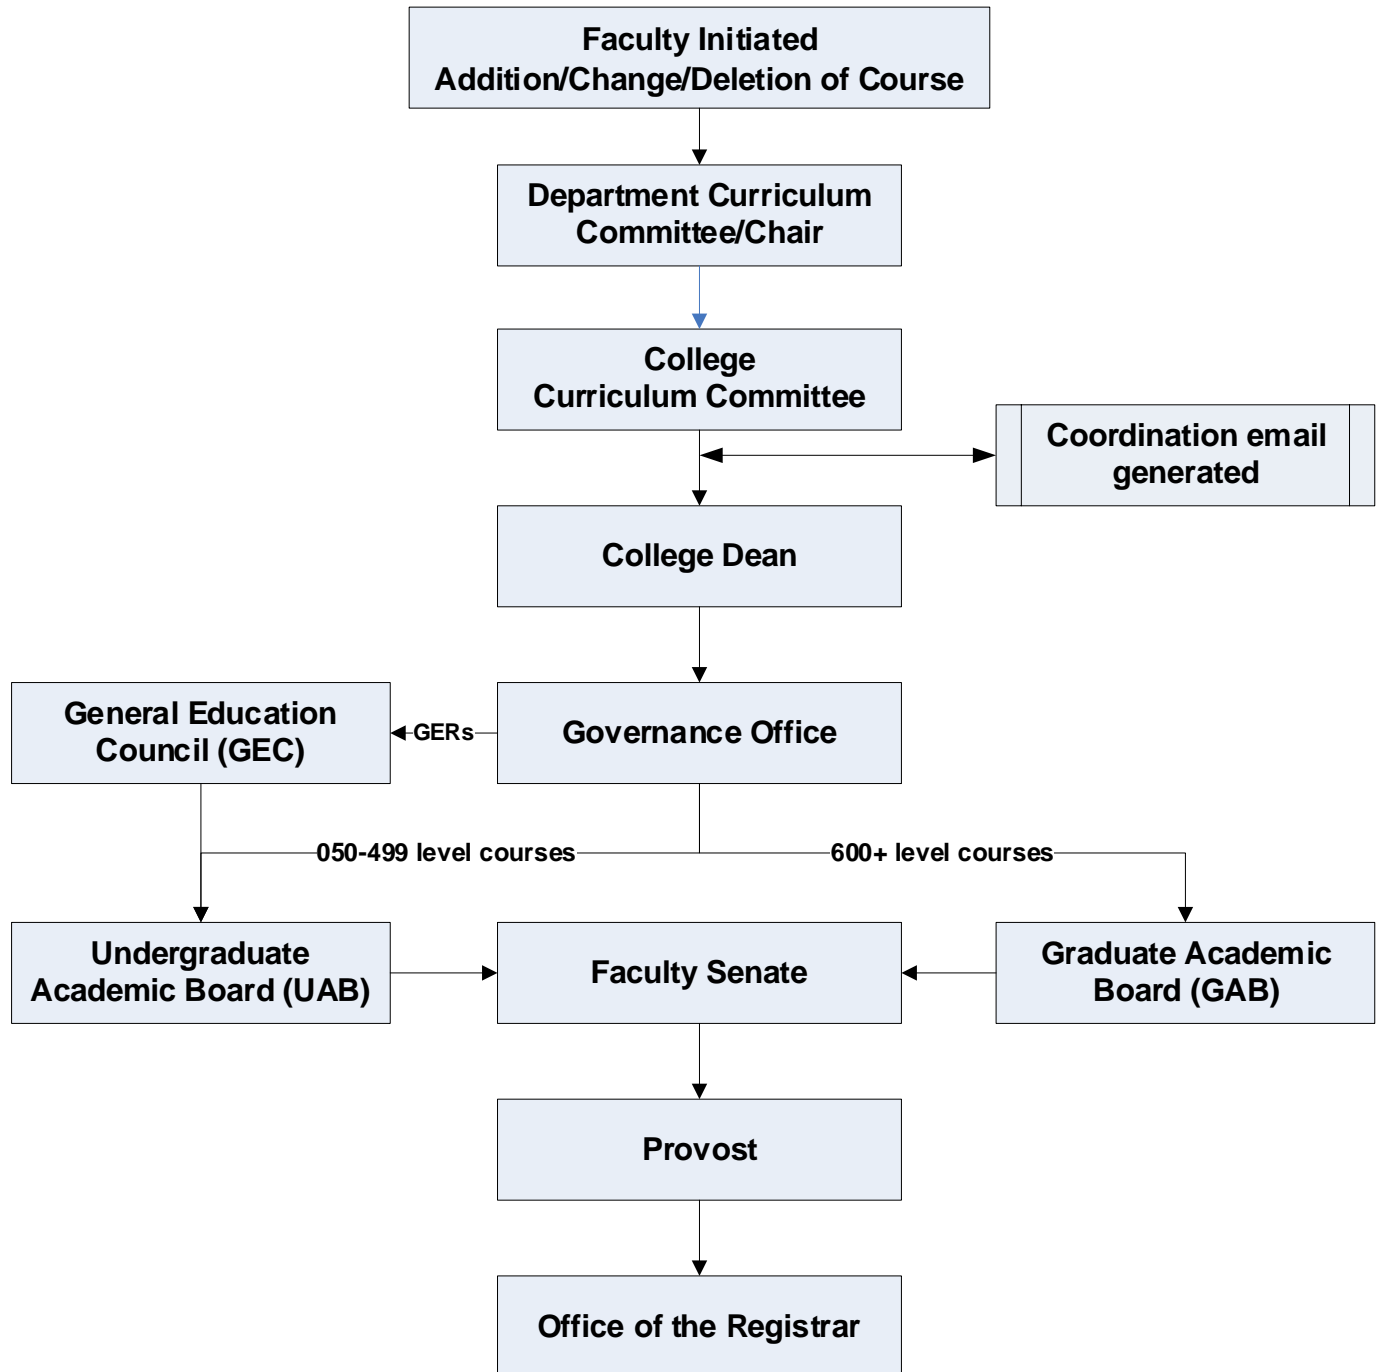 Faculty Initiated
Addition/Change/Deletion of Course
Department Curriculum
Committee/Chair
College
Curriculum Committee
Coordination email
generated
College Dean
General Education
Council (GEC)
GERs
Governance Office
050-499 level courses
600+ level courses
Undergraduate
Academic Board (UAB)
Faculty Senate
Graduate Academic
Board (GAB)
Provost
Office of the Registrar